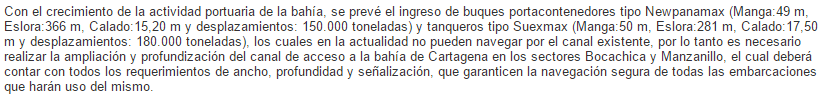 Con el crecimiento de la actividad portuaria de la bahía, se prevé el ingreso de buques portacontenedores tipo Newpanamax (Manga:49 m,
Eslora:366 m, Calado:15,20 m y desplazamientos: 150.000 toneladas) y tanqueros tipo Suexmax (Manga:50 m, Eslora:281 m, Calado:17,50
m y desplazamientos: 180.000 toneladas), los cuales en la actualidad no pueden navegar por el canal existente, por lo tanto es necesario
realizar la ampliación y profundización del canal de acceso a la bahía de Cartagena en los sectores Bocachica y Manzanillo, el cual deberá
contar con todos los requerimientos de ancho, profundidad y señalización, que garanticen la navegación segura de todas las embarcaciones
que harán uso del mismo.